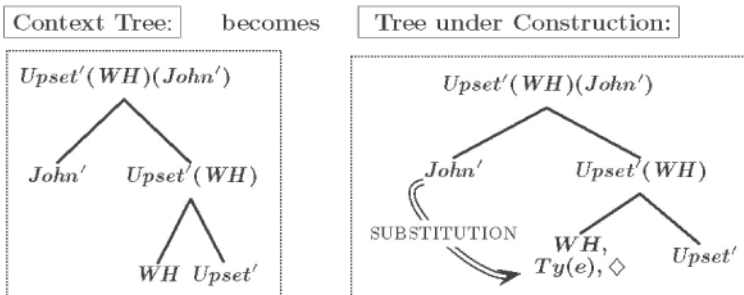 Context Tree: becomes Tree under Construction:
Upset′(WH)(John′)
John′ Upset′(WH)
WH Upset′
Upset′(WH)(John′)
John′ Upset′(WH)
SUBSTITUTION
WH,
Ty(e), ◇
Upset′